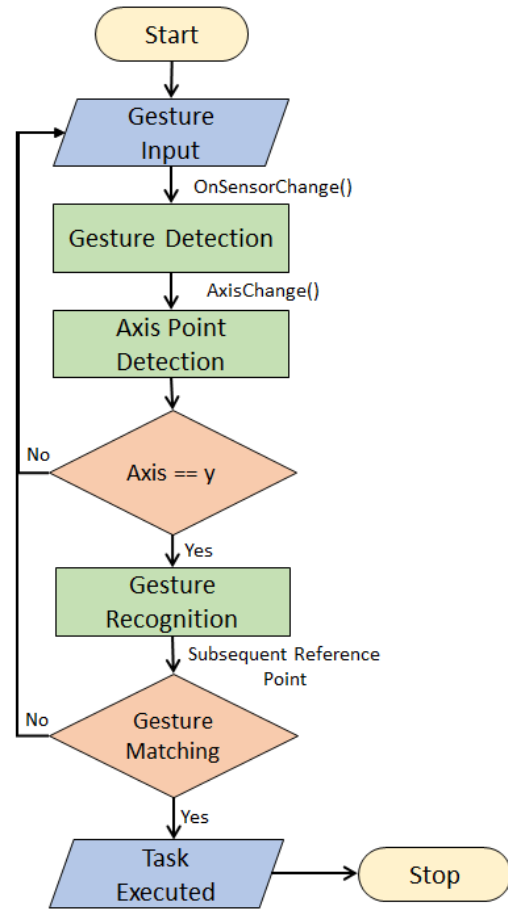 Start
Gesture
Input
OnSensorChange()
Gesture Detection
AxisChange()
Axis Point
Detection
No
Axis == y
Yes
Gesture
Recognition
Subsequent Reference
Point
No
Gesture
Matching
Yes
Task
Executed
Stop